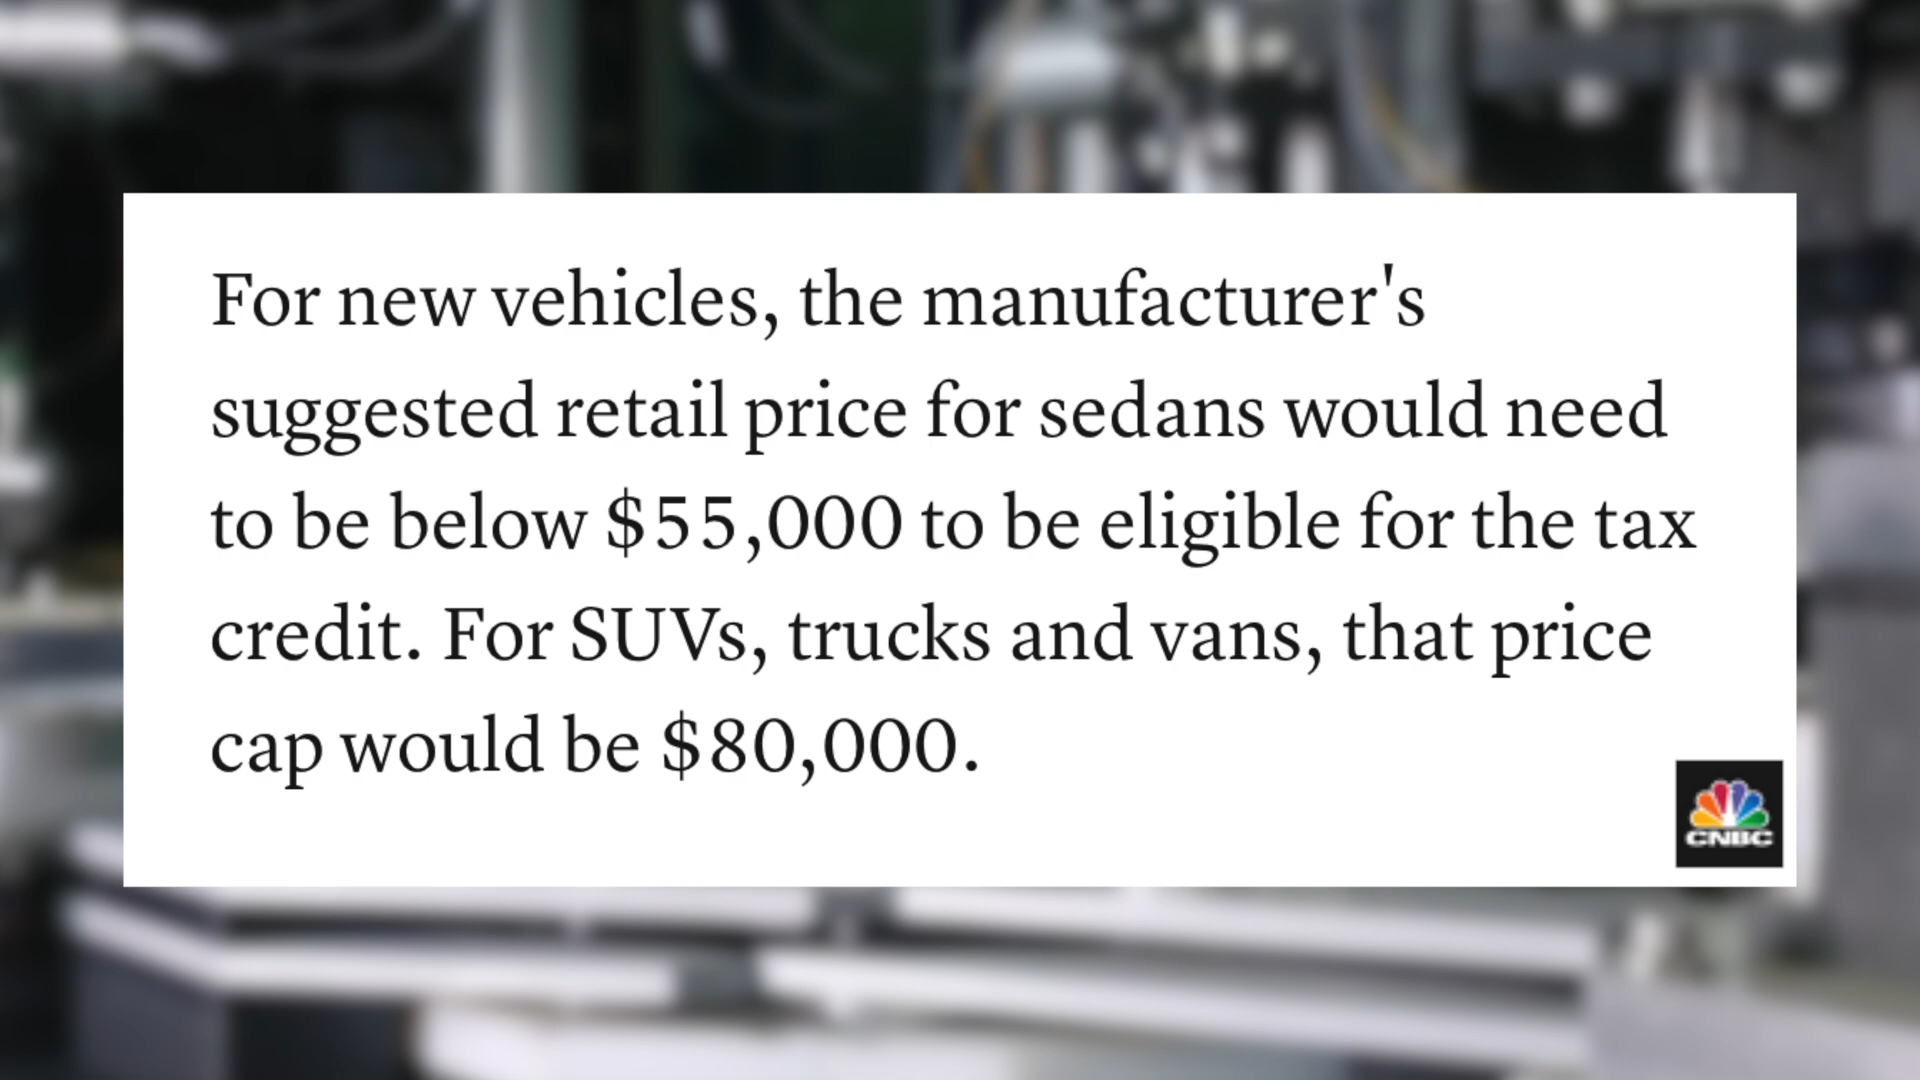 For new vehicles, the manufacturer's
suggested retail price for sedans would need
to be below $55,000 to be eligible for the tax
credit. For SUVs, trucks and vans, that price
cap would be $80,000.
CNBC